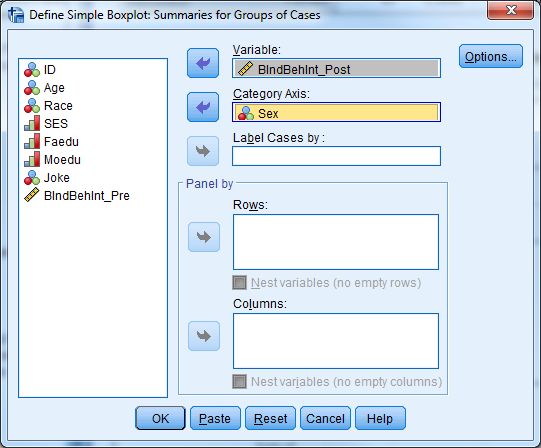 Define Simple Boxplot: Summaries for Groups of Cases
ID
Age
Race
SES
Faedu
Moedu
Joke
BIndBehInt_Pre
Variable:
BIndBehInt_Post
Category Axis:
Sex
Label Cases by :
Panel by
Rows:
Nest variables (no empty rows)
Columns:
Nest variables (no empty columns)
Options...
OK Paste Reset Cancel Help